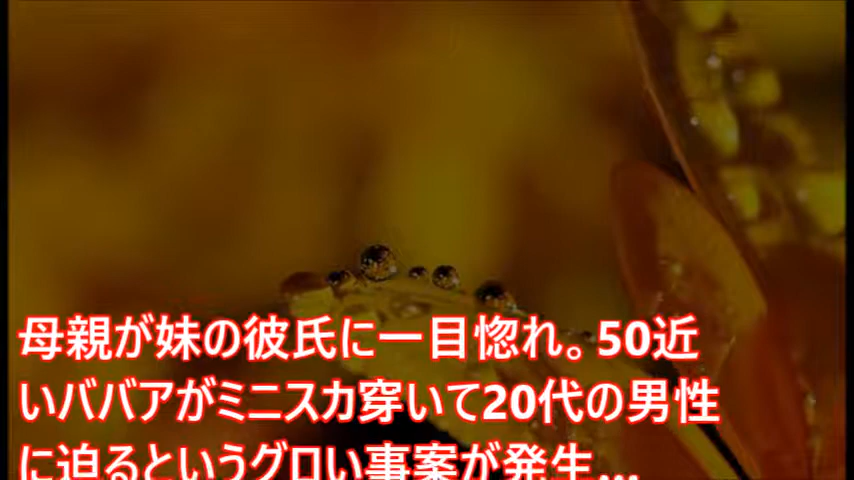 母親が妹の彼氏に一目惚れ。50近
いババアがミニスカ穿いて20代の男性
に迫るというグロい事案が発生…